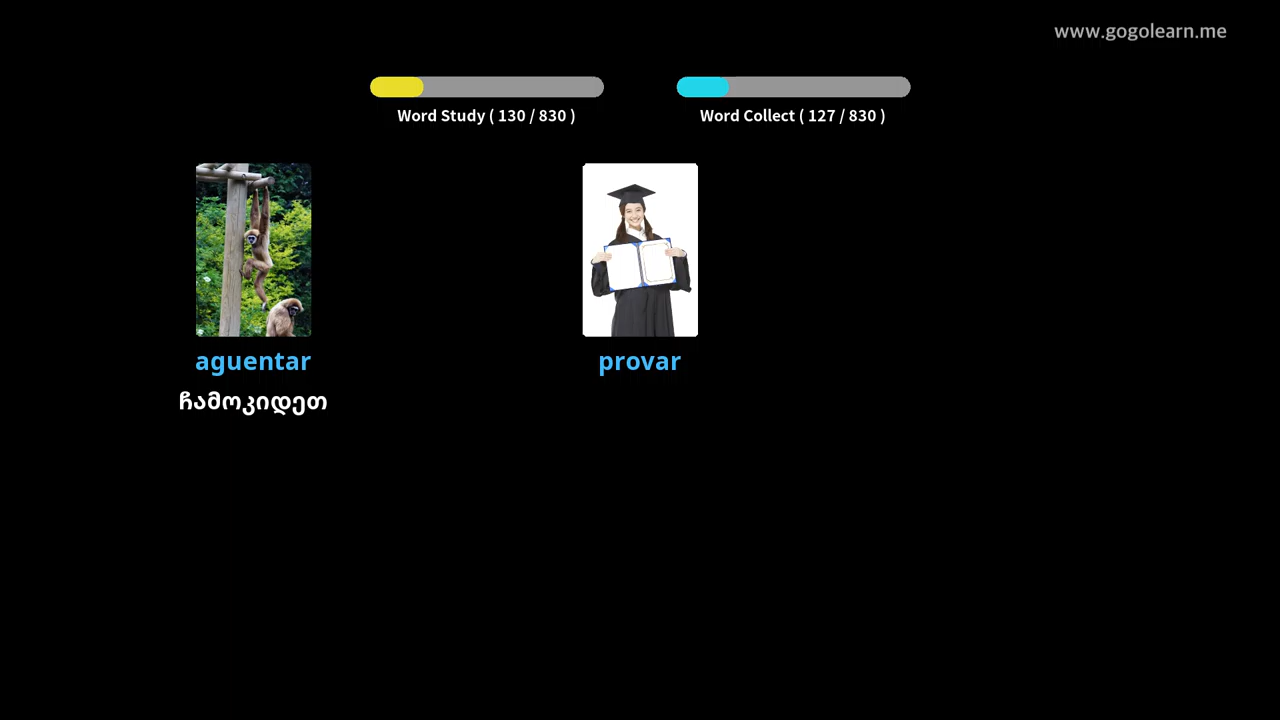 www.gogolearn.me
Word Study ( 130 / 830 )
Word Collect ( 127 / 830 )
aguentar
provar
ჩამოკიდეთ